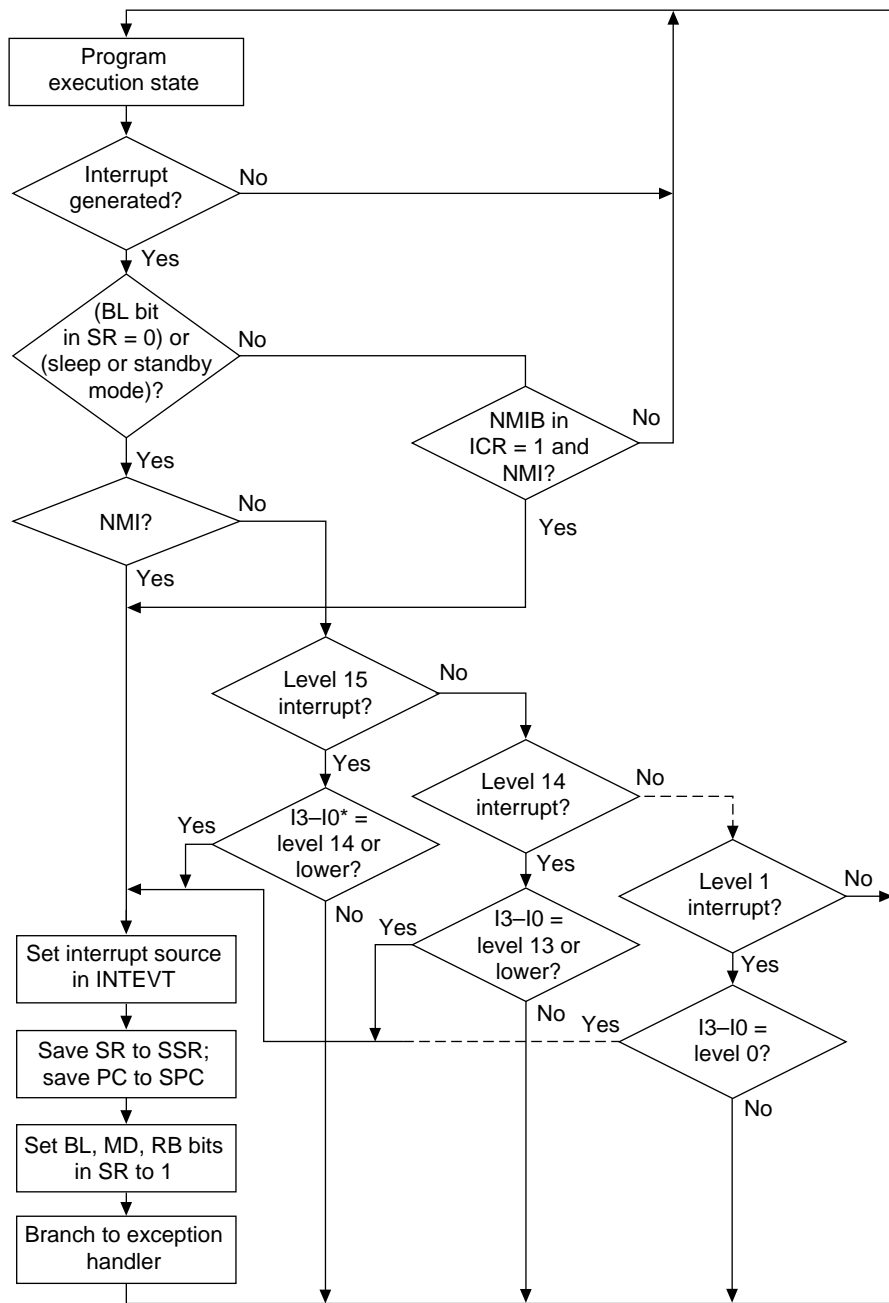 Program
execution state
Interrupt
generated?
No
Yes
(BL bit
in SR = 0) or
(sleep or standby
mode)?
No
Yes
NMIB in
ICR = 1 and
NMI?
No
Yes
NMI?
No
Yes
Level 15
interrupt?
No
Yes
Level 14
interrupt?
No
Yes
I3–I0* =
level 14 or
lower?
Yes
No
Level 1
interrupt?
No
Yes
I3–I0 =
level 13 or
lower?
Yes
No
I3–I0 =
level 0?
Yes
No
Set interrupt source
in INTEVT
Save SR to SSR;
save PC to SPC
Set BL, MD, RB bits
in SR to 1
Branch to exception
handler